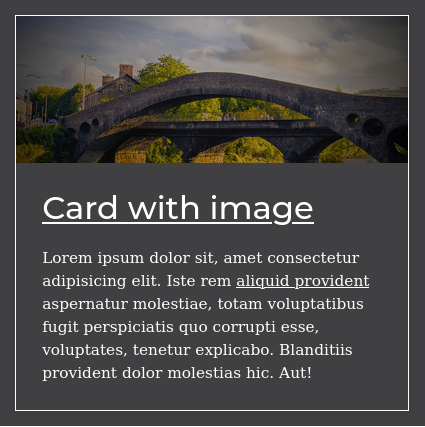 Card with image
Lorem ipsum dolor sit, amet consectetur
adipisicing elit. Iste rem aliquid provident
aspernatur molestiae, totam voluptatibus
fugit perspiciatis quo corrupti esse,
voluptates, tenetur explicabo. Blanditiis
provident dolor molestias hic. Aut!